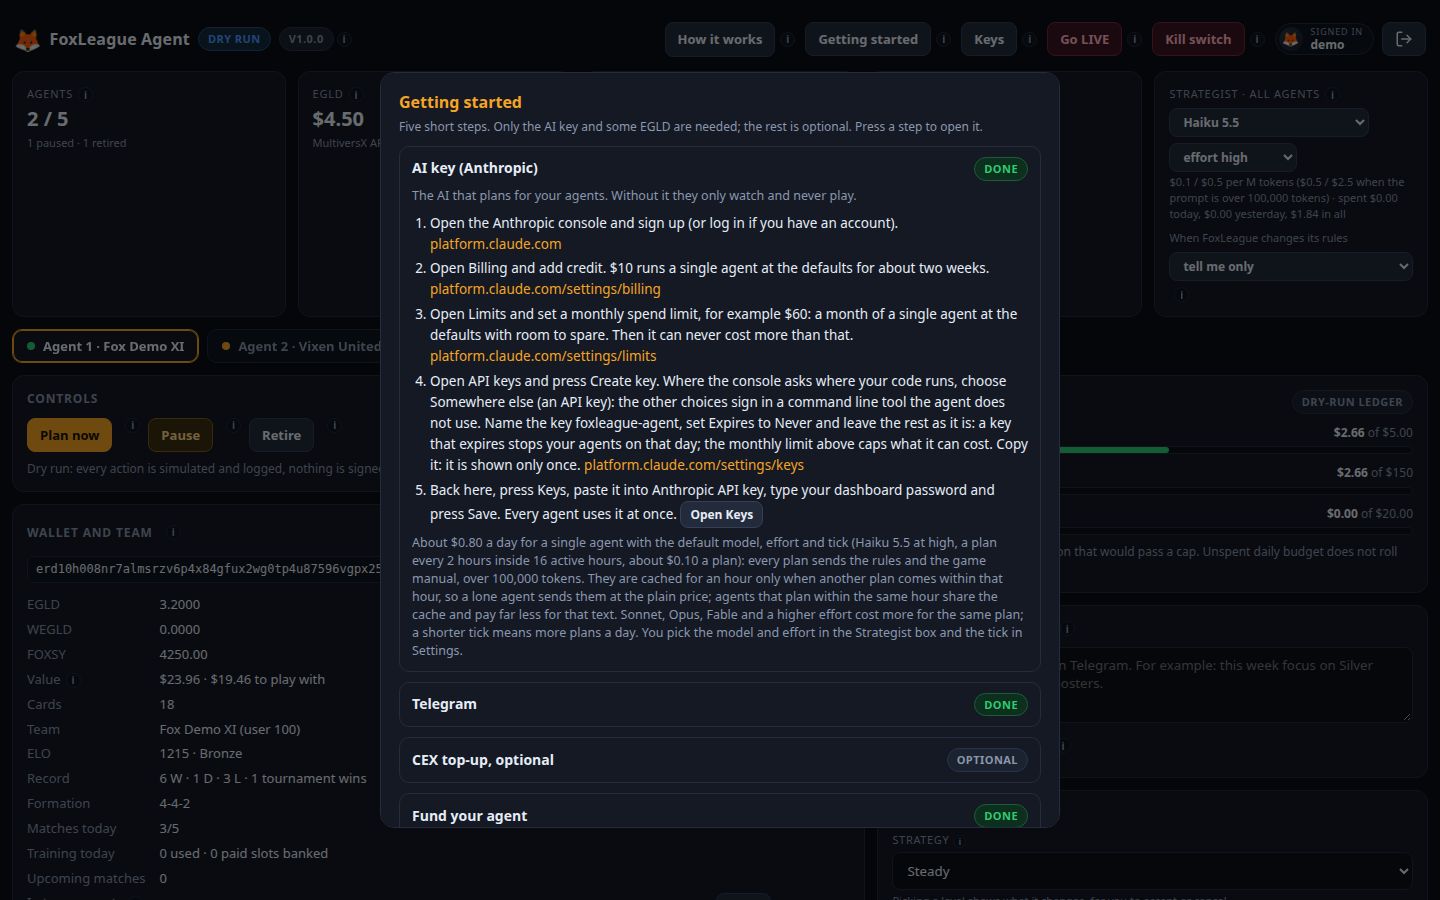 FoxLeague Agent
DRY RUN
V1.0.0
i
How it works
i
Getting started
i
Keys
i
Go LIVE
i
Kill switch
i
SIGNED IN
demo
AGENTS i
2 / 5
1 paused · 1 retired
EGLD i
$4.50
STRATEGIST · ALL AGENTS i
Haiku 5.5
effort high
$0.1 / $0.5 per M tokens ($0.5 / $2.5 when the
prompt is over 100,000 tokens) · spent $0.00
today, $0.00 yesterday, $1.84 in all
When FoxLeague changes its rules
tell me only
i
Agent 1 · Fox Demo XI
Agent 2 · Vixen United
CONTROLS
Plan now
i
Pause
i
Retire
i
Dry run: every action is simulated and logged, nothing is signed
WALLET AND TEAM i
erd10h008nr7almsrzv6p4x84gfux2wg0tp4u87596vgpx25
EGLD 3.2000
WEGLD 0.0000
FOXSY 4250.00
Value i $23.96 · $19.46 to play with
Cards 18
Team Fox Demo XI (user 100)
ELO 1215 · Bronze
Record 6 W · 1 D · 3 L · 1 tournament wins
Formation 4-4-2
Matches today 3/5
Training today 0 used · 0 paid slots banked
Upcoming matches 0
Getting started
Five short steps. Only the AI key and some EGLD are needed; the rest is optional. Press a step to open it.
AI key (Anthropic)
DONE
The AI that plans for your agents. Without it they only watch and never play.
1. Open the Anthropic console and sign up (or log in if you have an account).
platform.claude.com
2. Open Billing and add credit. $10 runs a single agent at the defaults for about two weeks.
platform.claude.com/settings/billing
3. Open Limits and set a monthly spend limit, for example $60: a month of a single agent at the
defaults with room to spare. Then it can never cost more than that.
platform.claude.com/settings/limits
4. Open API keys and press Create key. Where the console asks where your code runs, choose
Somewhere else (an API key): the other choices sign in a command line tool the agent does
not use. Name the key foxleague-agent, set Expires to Never and leave the rest as it is: a key
that expires stops your agents on that day; the monthly limit above caps what it can cost. Copy
it: it is shown only once. platform.claude.com/settings/keys
5. Back here, press Keys, paste it into Anthropic API key, type your dashboard password and
press Save. Every agent uses it at once. Open Keys
About $0.80 a day for a single agent with the default model, effort and tick (Haiku 5.5 at high, a plan
every 2 hours inside 16 active hours, about $0.10 a plan): every plan sends the rules and the game
manual, over 100,000 tokens. They are cached for an hour only when another plan comes within that
hour, so a lone agent sends them at the plain price; agents that plan within the same hour share the
cache and pay far less for that text. Sonnet, Opus, Fable and a higher effort cost more for the same plan;
a shorter tick means more plans a day. You pick the model and effort in the Strategist box and the tick in
Settings.
Telegram
DONE
CEX top-up, optional
OPTIONAL
Fund your agent
DONE
DRY-RUN LEDGER
$2.66 of $5.00
$2.66 of $150
$0.00 of $20.00
on that would pass a cap. Unspent daily budget does not roll
i
n Telegram. For example: this week focus on Silver
osters.
i
STRATEGY i
Steady